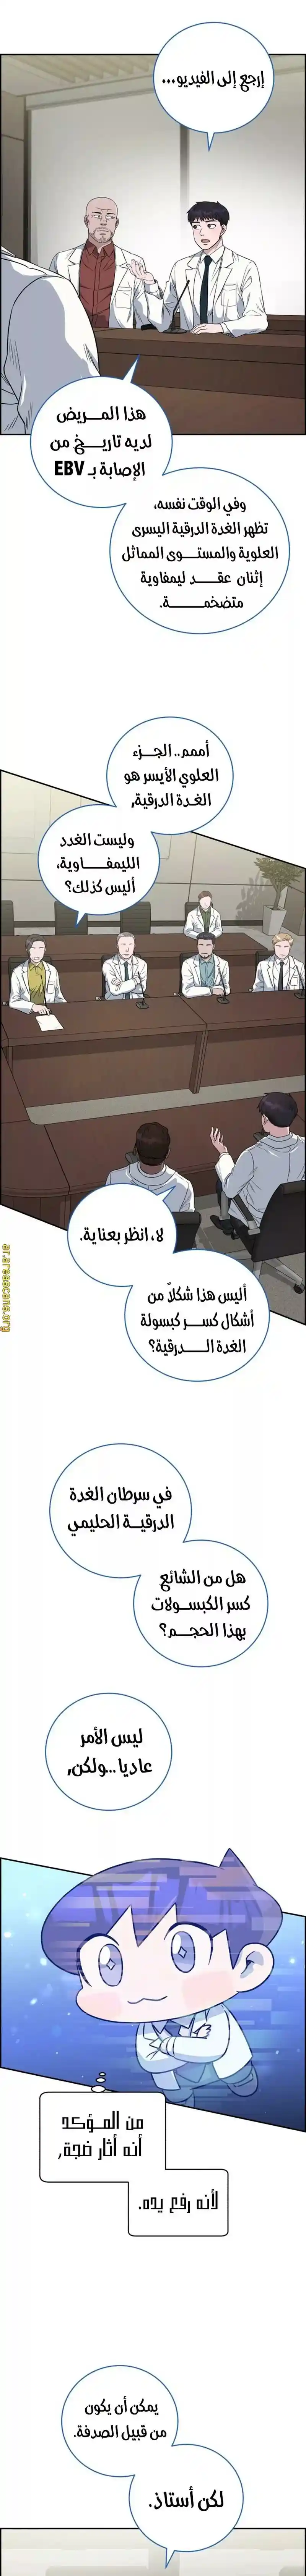 إرجع إلى الفيديو...
هذا المريض
لديه تاريخ من
الإصابة بـ EBV
وفي الوقت نفسه،
تظهر الغدة الدرقية اليسرى
العلوية والمستوى المماثل
إثنان عقد ليمفاوية
متضخمة.
أممم.. الجزء
العلوي الأيسر هو
الغدة الدرقية,
وليست الغدد
الليمفاوية,
أليس كذلك؟
لا، انظر بعناية.
أليس هذا شكلاً من
أشكال كسر كبسولة
الغدة الدرقية؟
في سرطان الغدة
الدرقية الحليمي
هل من الشائع
كسر الكبسولات
بهذا الحجم؟
ليس الأمر
عاديا ...ولكن,
من المؤكد
أنه أثار ضجة,
لأنه رفع يده.
يمكن أن يكون
من قبيل الصدفة.
لكن أستاذ.